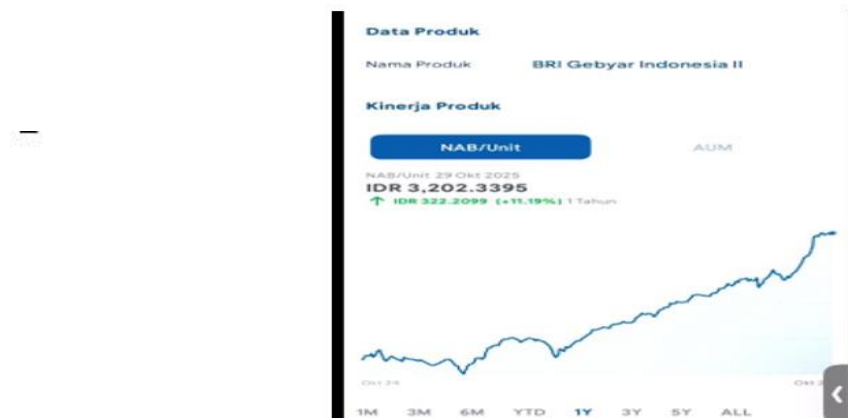 Data Produk
Nama Produk BRI Gebyar Indonesia II
Kinerja Produk
NAB/Unit AUM
NAB/Unit 29 Okt 2025
IDR 3,202.3395
IDR 322.2099 (+11.19%) 1 Tahun
Okt 24 Okt
1M 3M 6M YTD 1Y 3Y 5Y ALL